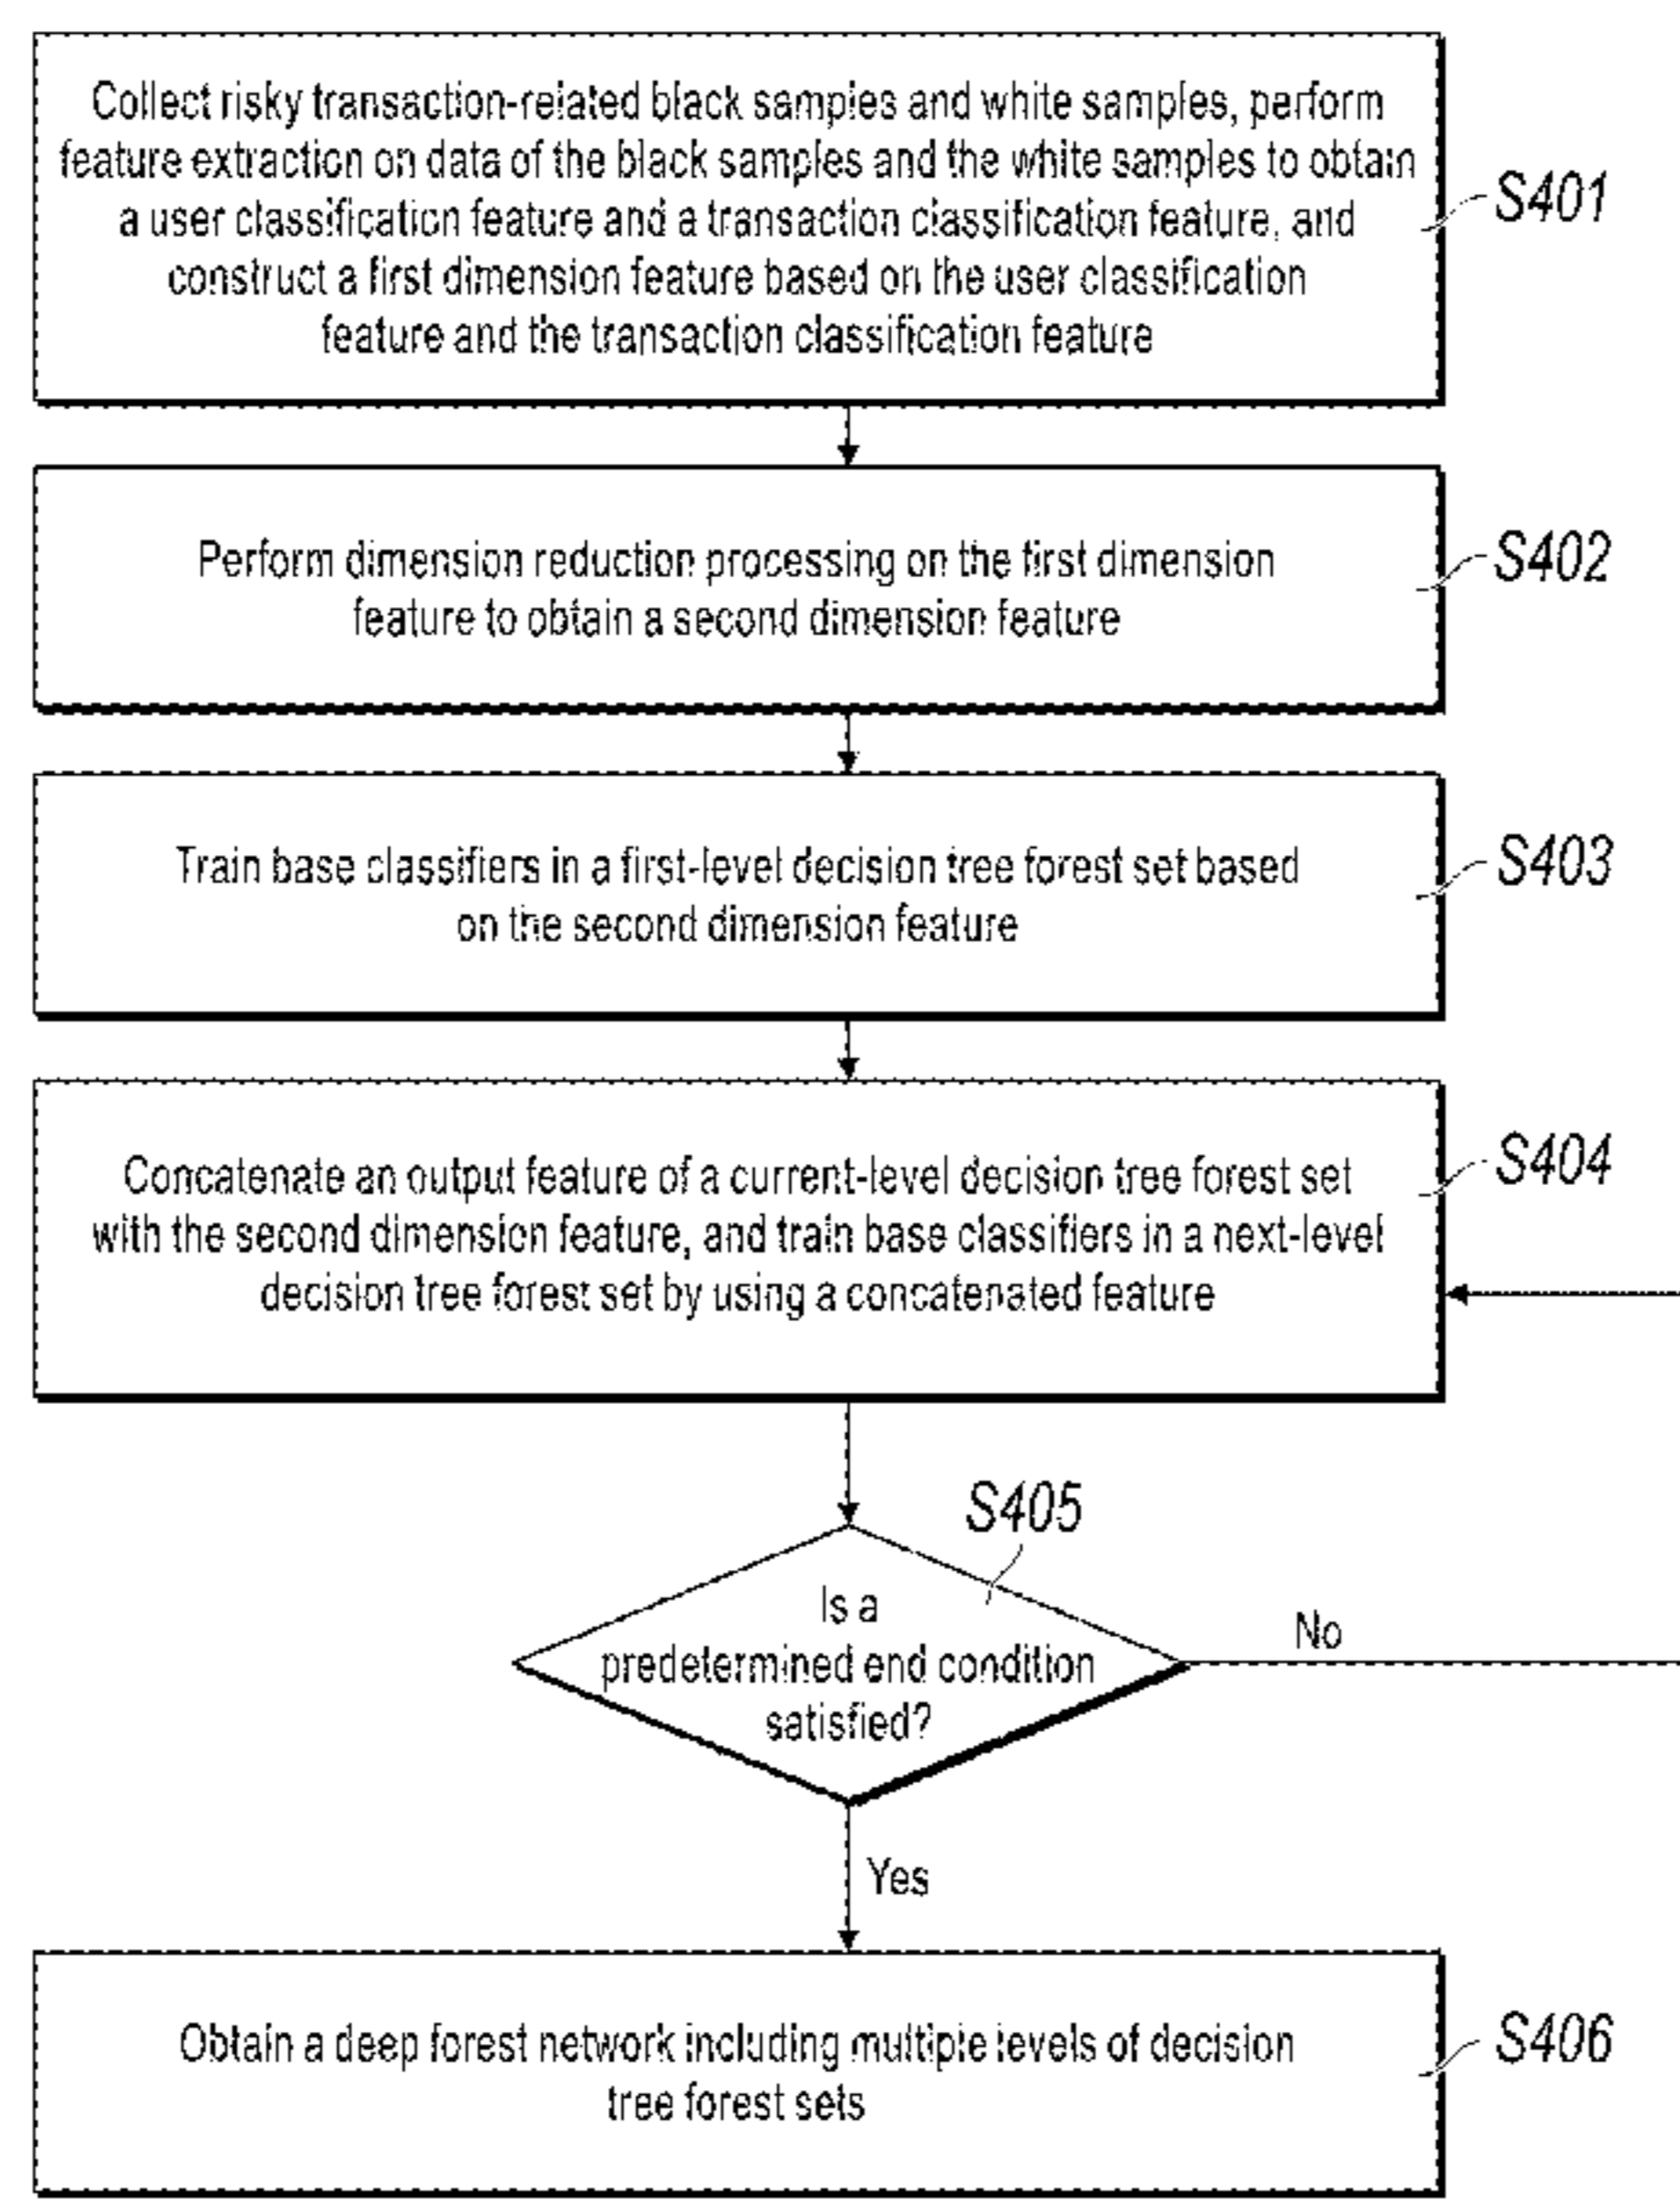 Collect risky transaction-related black samples and white samples, perform
feature extraction on data of the black samples and the white samples to obtain
a user classification feature and a transaction classification feature, and
construct a first dimension feature based on the user classification
feature and the transaction classification feature
S401
Perform dimension reduction processing on the first dimension
feature to obtain a second dimension feature
S402
Train base classifiers in a first-level decision tree forest set based
on the second dimension feature
S403
Concatenate an output feature of a current-level decision tree forest set
with the second dimension feature, and train base classifiers in a next-level
decision tree forest set by using a concatenated feature
S404
S405
Is a
predetermined end condition
satisfied?
No
Yes
Obtain a deep forest network including multiple levels of decision
tree forest sets
S406